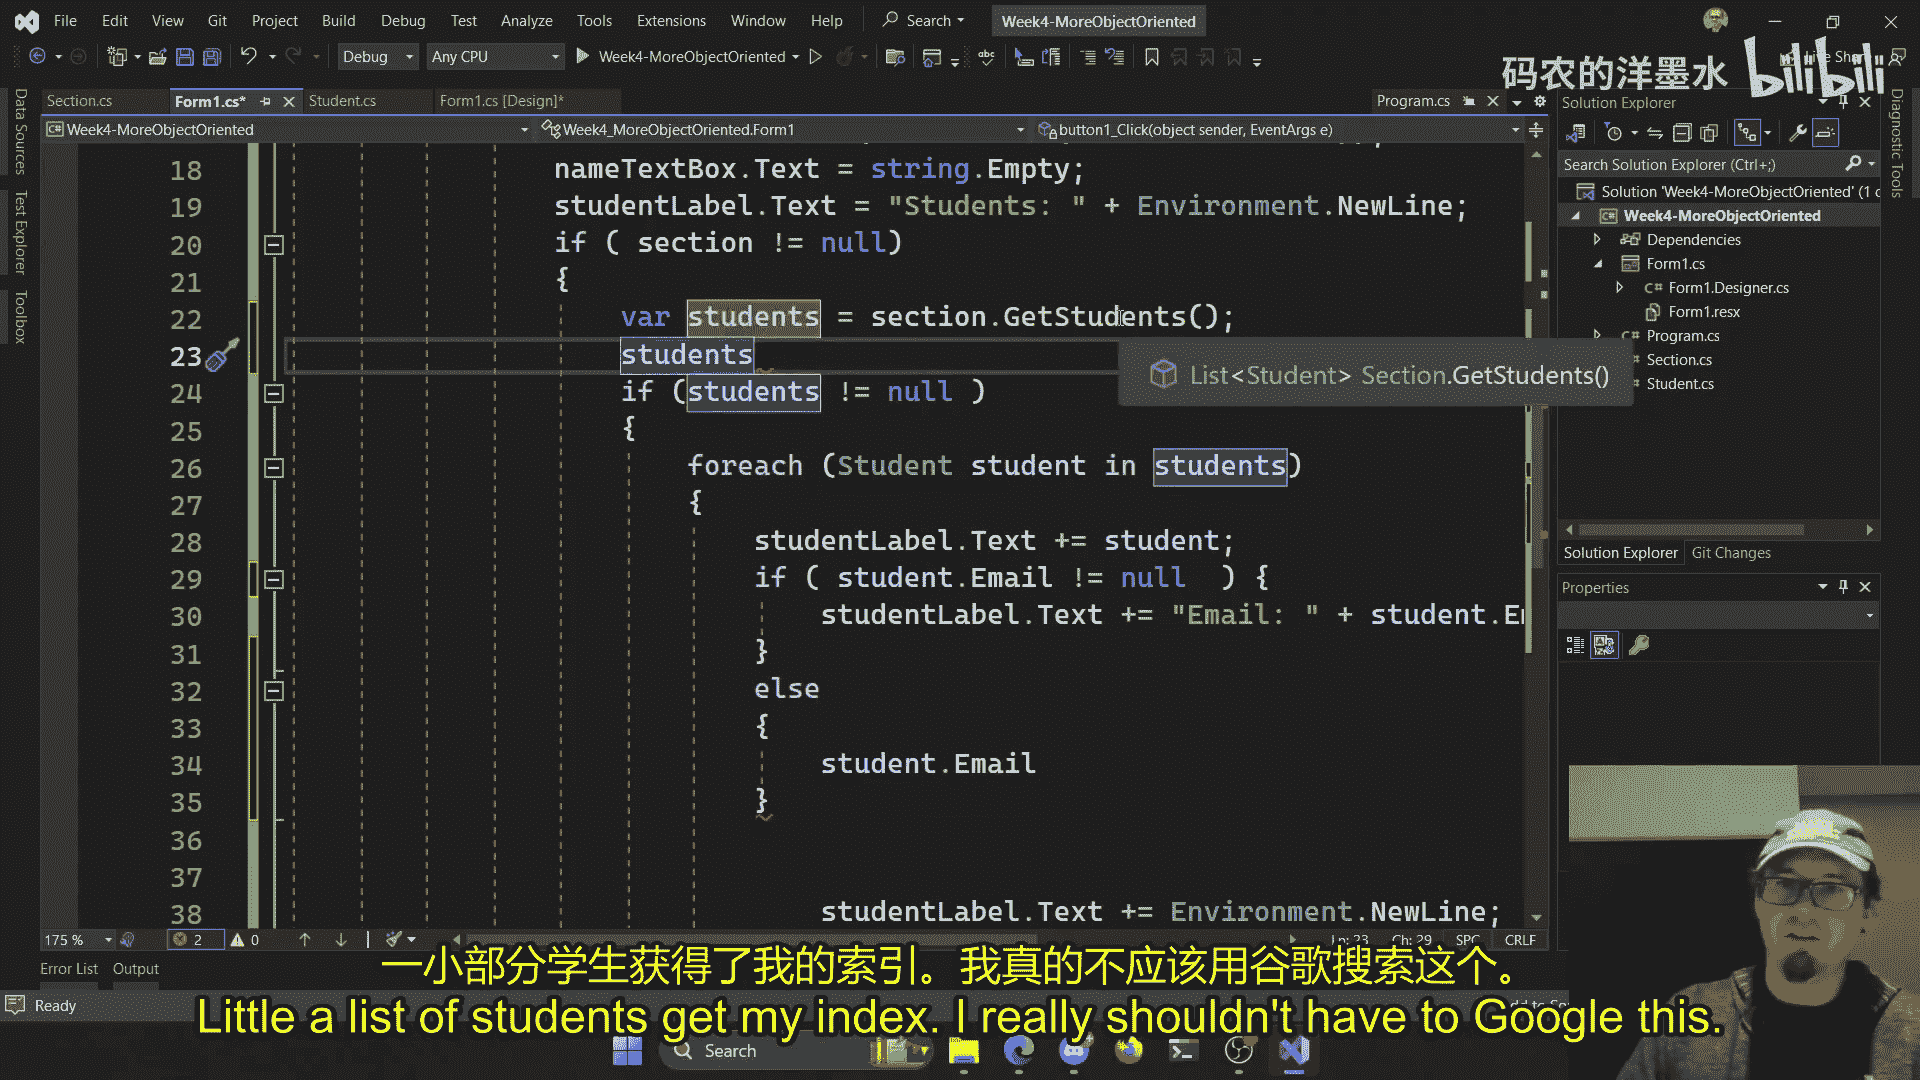 File Edit View Git Project Build Debug Test Analyze Tools Extensions Window Help Search Week4-MoreObjectOriented
Debug Any CPU Week4-MoreObjectOriented
码农的洋墨水 bilibili
Section.cs Form1.cs* Student.cs Form1.cs [Design]* Program.cs
Week4-MoreObjectOriented Week4_MoreObjectOriented.Form1 button1_Click(object sender, EventArgs e)
Data Sources
Test Explorer
Toolbox
18 nameTextBox.Text = string.Empty;
19 studentLabel.Text = "Students: " + Environment.NewLine;
20 if ( section != null)
21 {
22 var students = section.GetStudents();
23 students
List<Student> Section.GetStudents()
24 if (students != null )
25 {
26 foreach (Student student in students)
27 {
28 studentLabel.Text += student;
29 if ( student.Email != null ) {
30 studentLabel.Text += "Email: " + student.E
31 }
32 else
33 {
34 student.Email
35 }
36
37
38 studentLabel.Text += Environment.NewLine;
175 % 2 0 Ln: 23 Ch: 29 SPC CRLF
Error List Output
Ready
Solution Explorer
Search Solution Explorer (Ctrl+;)
Solution 'Week4-MoreObjectOriented' (1 c
Week4-MoreObjectOriented
Dependencies
Form1.cs
Form1.Designer.cs
Form1.resx
Program.cs
Section.cs
Student.cs
Solution Explorer Git Changes
Properties
Diagnostic Tools
一小部分学生获得了我的索引。我真的不应该用谷歌搜索这个。
Little a list of students get my index. I really shouldn't have to Google this.
Search